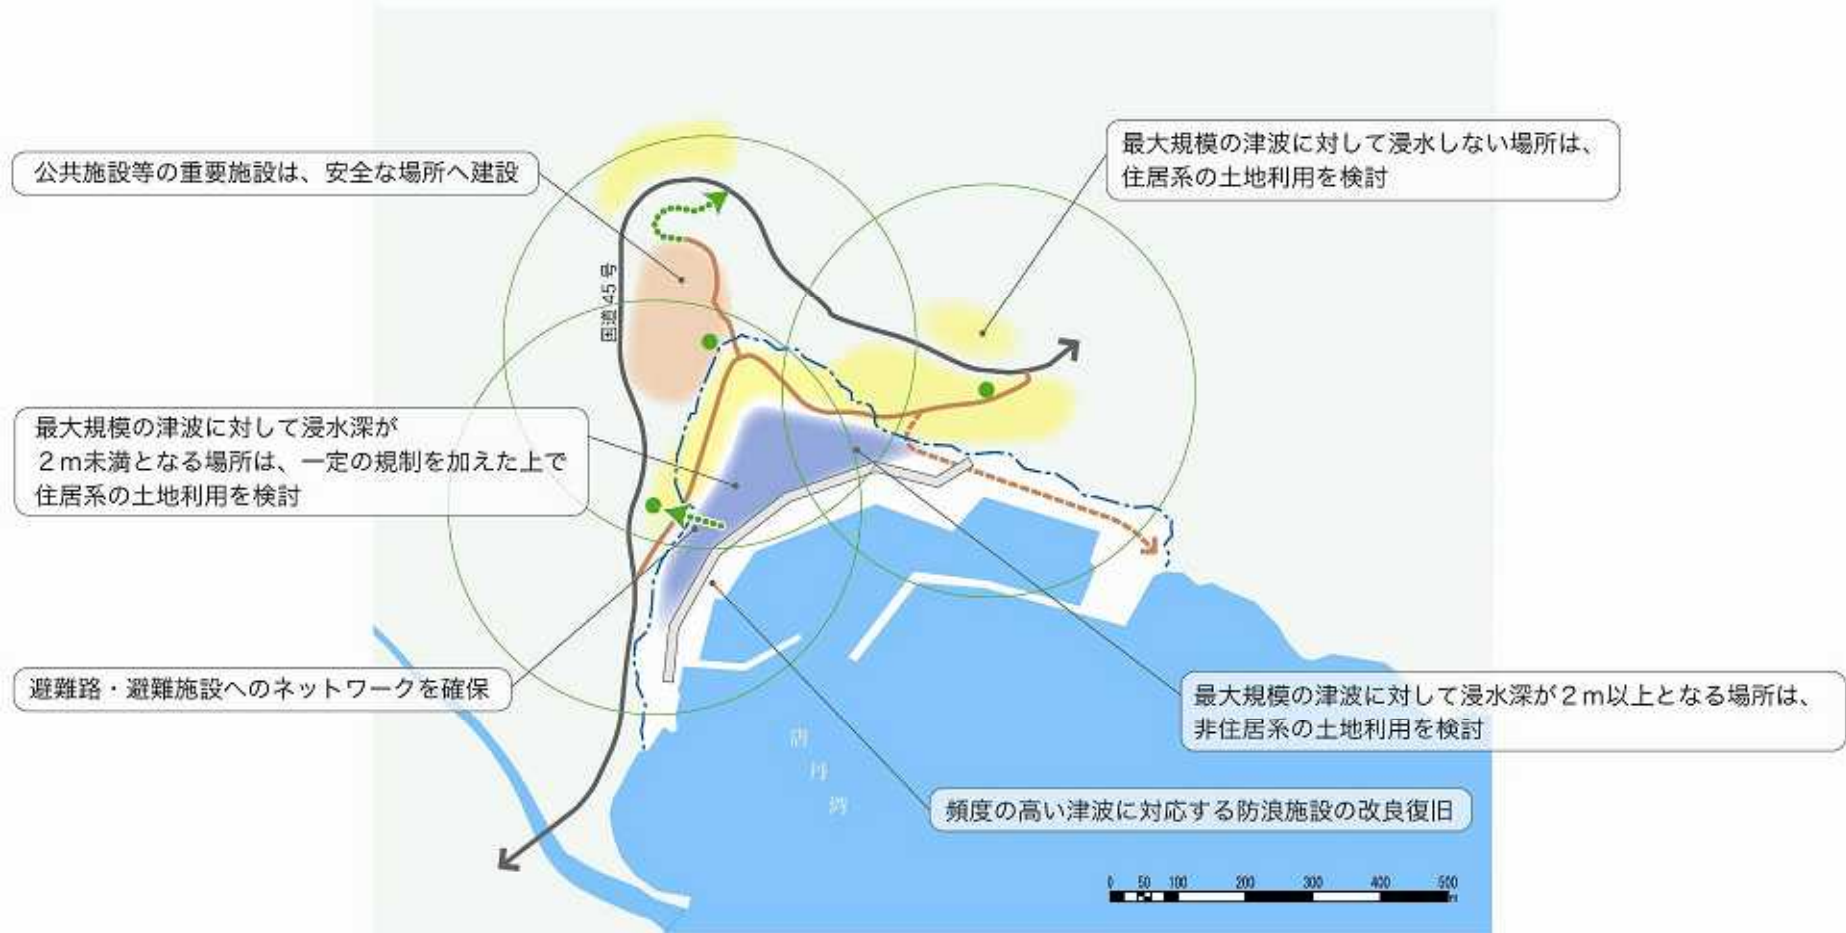 公共施設等の重要施設は、安全な場所へ建設
最大規模の津波に対して浸水しない場所は、
住居系の土地利用を検討
国道45号
最大規模の津波に対して浸水深が
２ｍ未満となる場所は、一定の規制を加えた上で
住居系の土地利用を検討
避難路・避難施設へのネットワークを確保
最大規模の津波に対して浸水深が２ｍ以上となる場所は、
非住居系の土地利用を検討
頻度の高い津波に対応する防浪施設の改良復旧
0 50 100 200 300 400 500